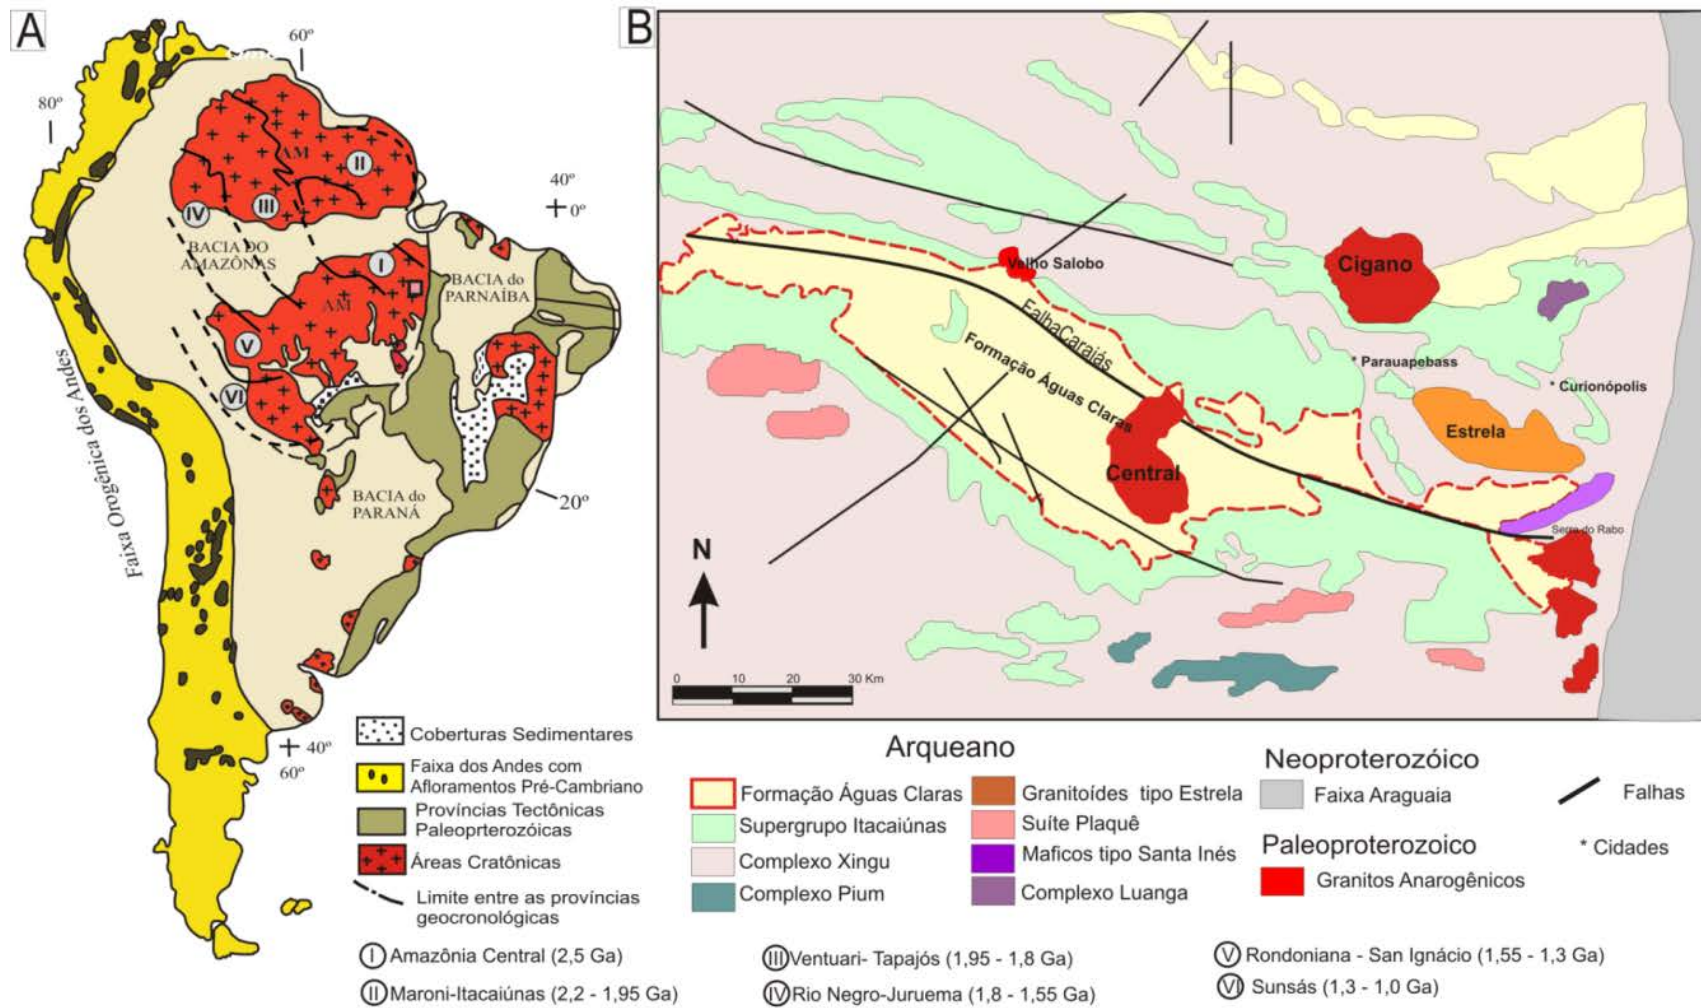 A
60º
80º
40º
0º
AM
II
III
IV
BACIA DO
AMAZÔNAS
I
BACIA do
PARNAÍBA
AM
V
VI
BACIA do
PARANÁ
20º
Faixa Orogênica dos Andes
40º
60º
Coberturas Sedimentares
Faixa dos Andes com
Afloramentos Pré-Cambriano
Províncias Tectônicas
Paleoprterozóicas
Áreas Cratônicas
Limite entre as províncias
geocronológicas
B
Velho Salobo
Cigano
FalhaCarajás
Formação Águas Claras
* Parauapebass
* Curionópolis
Estrela
Central
Serra do Rabo
N
0 10 20 30 Km
Arqueano
Formação Águas Claras
Supergrupo Itacaiúnas
Complexo Xingu
Complexo Pium
Granitoídes tipo Estrela
Suíte Plaquê
Maficos tipo Santa Inés
Complexo Luanga
Neoproterozóico
Faixa Araguaia
Paleoproterozoico
Granitos Anarogênicos
Falhas
* Cidades
I Amazônia Central (2,5 Ga)
II Maroni-Itacaiúnas (2,2 - 1,95 Ga)
III Ventuari- Tapajós (1,95 - 1,8 Ga)
IV Rio Negro-Juruema (1,8 - 1,55 Ga)
V Rondoniana - San Ignácio (1,55 - 1,3 Ga)
VI Sunsás (1,3 - 1,0 Ga)